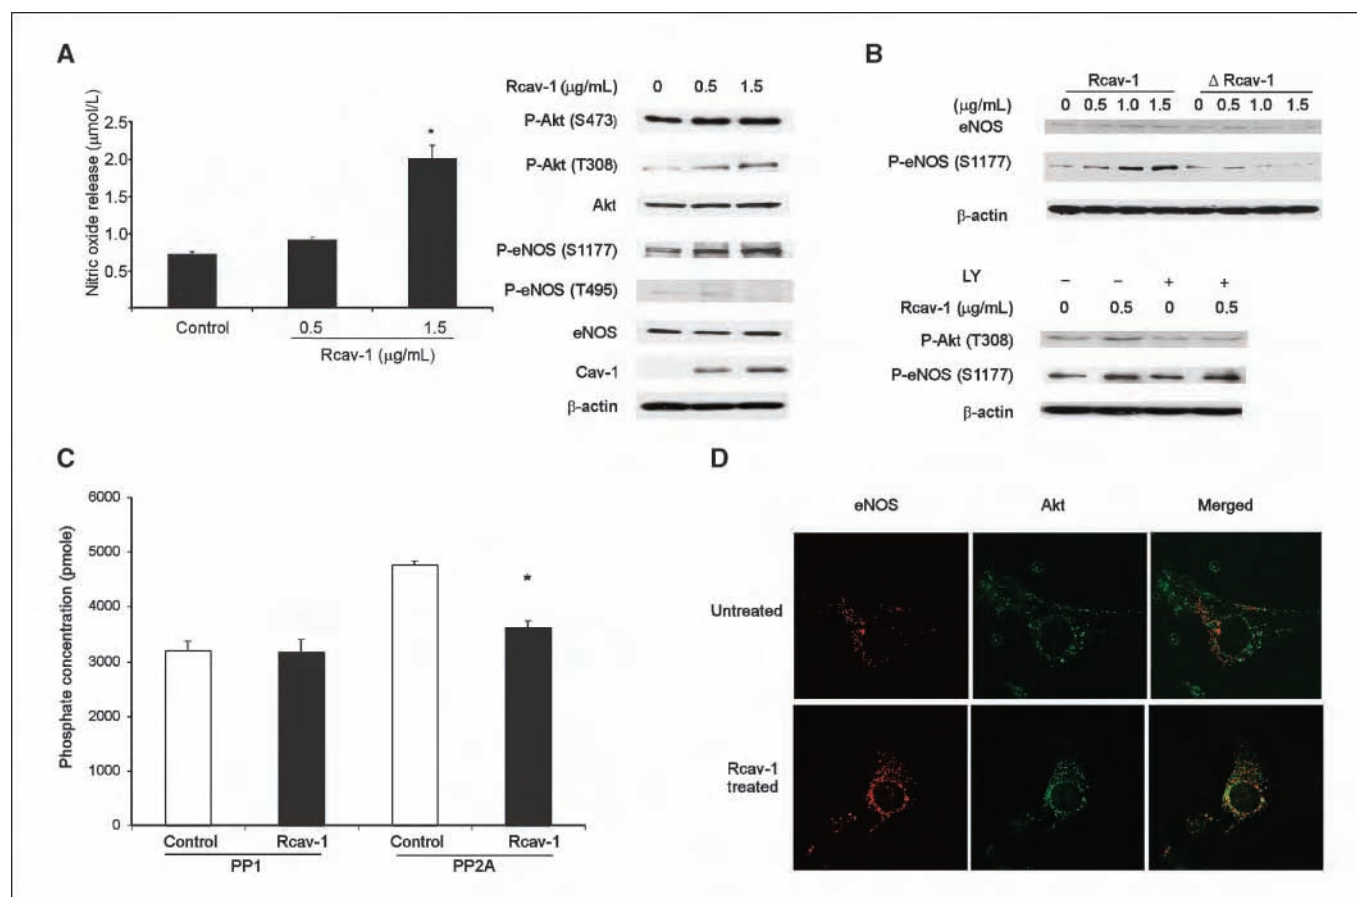 A
Nitric oxide release (μmol/L)
2.5
2.0
1.5
1.0
0.5
*
Control 0.5 1.5
Rcav-1 (μg/mL)
Rcav-1 (μg/mL) 0 0.5 1.5
P-Akt (S473)
P-Akt (T308)
Akt
P-eNOS (S1177)
P-eNOS (T495)
eNOS
Cav-1
β-actin
B
Rcav-1 Δ Rcav-1
(μg/mL) 0 0.5 1.0 1.5 0 0.5 1.0 1.5
eNOS
P-eNOS (S1177)
β-actin
LY – – + +
Rcav-1 (μg/mL) 0 0.5 0 0.5
P-Akt (T308)
P-eNOS (S1177)
β-actin
C
Phosphate concentration (pmole)
6000
5000
4000
3000
2000
1000
0
*
Control Rcav-1 Control Rcav-1
PP1 PP2A
D
eNOS Akt Merged
Untreated
Rcav-1
treated